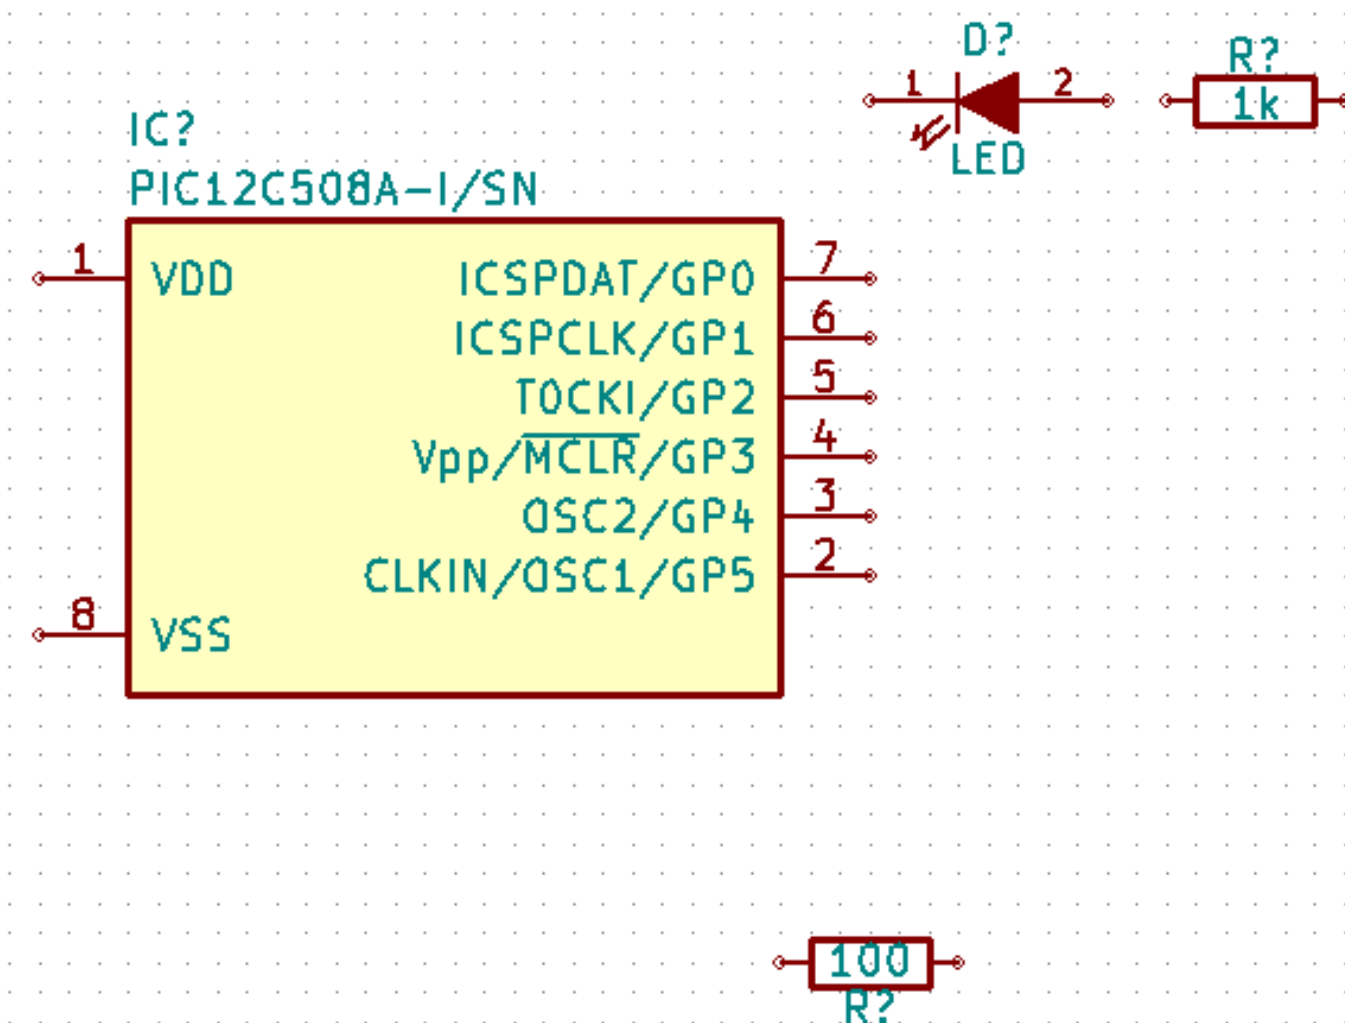 D?
1 2
LED
R?
1k
IC?
PIC12C508A-I/SN
1 VDD
8 VSS
ICSPDAT/GP0 7
ICSPCLK/GP1 6
T0CKI/GP2 5
Vpp/MCLR/GP3 4
OSC2/GP4 3
CLKIN/OSC1/GP5 2
100
R?